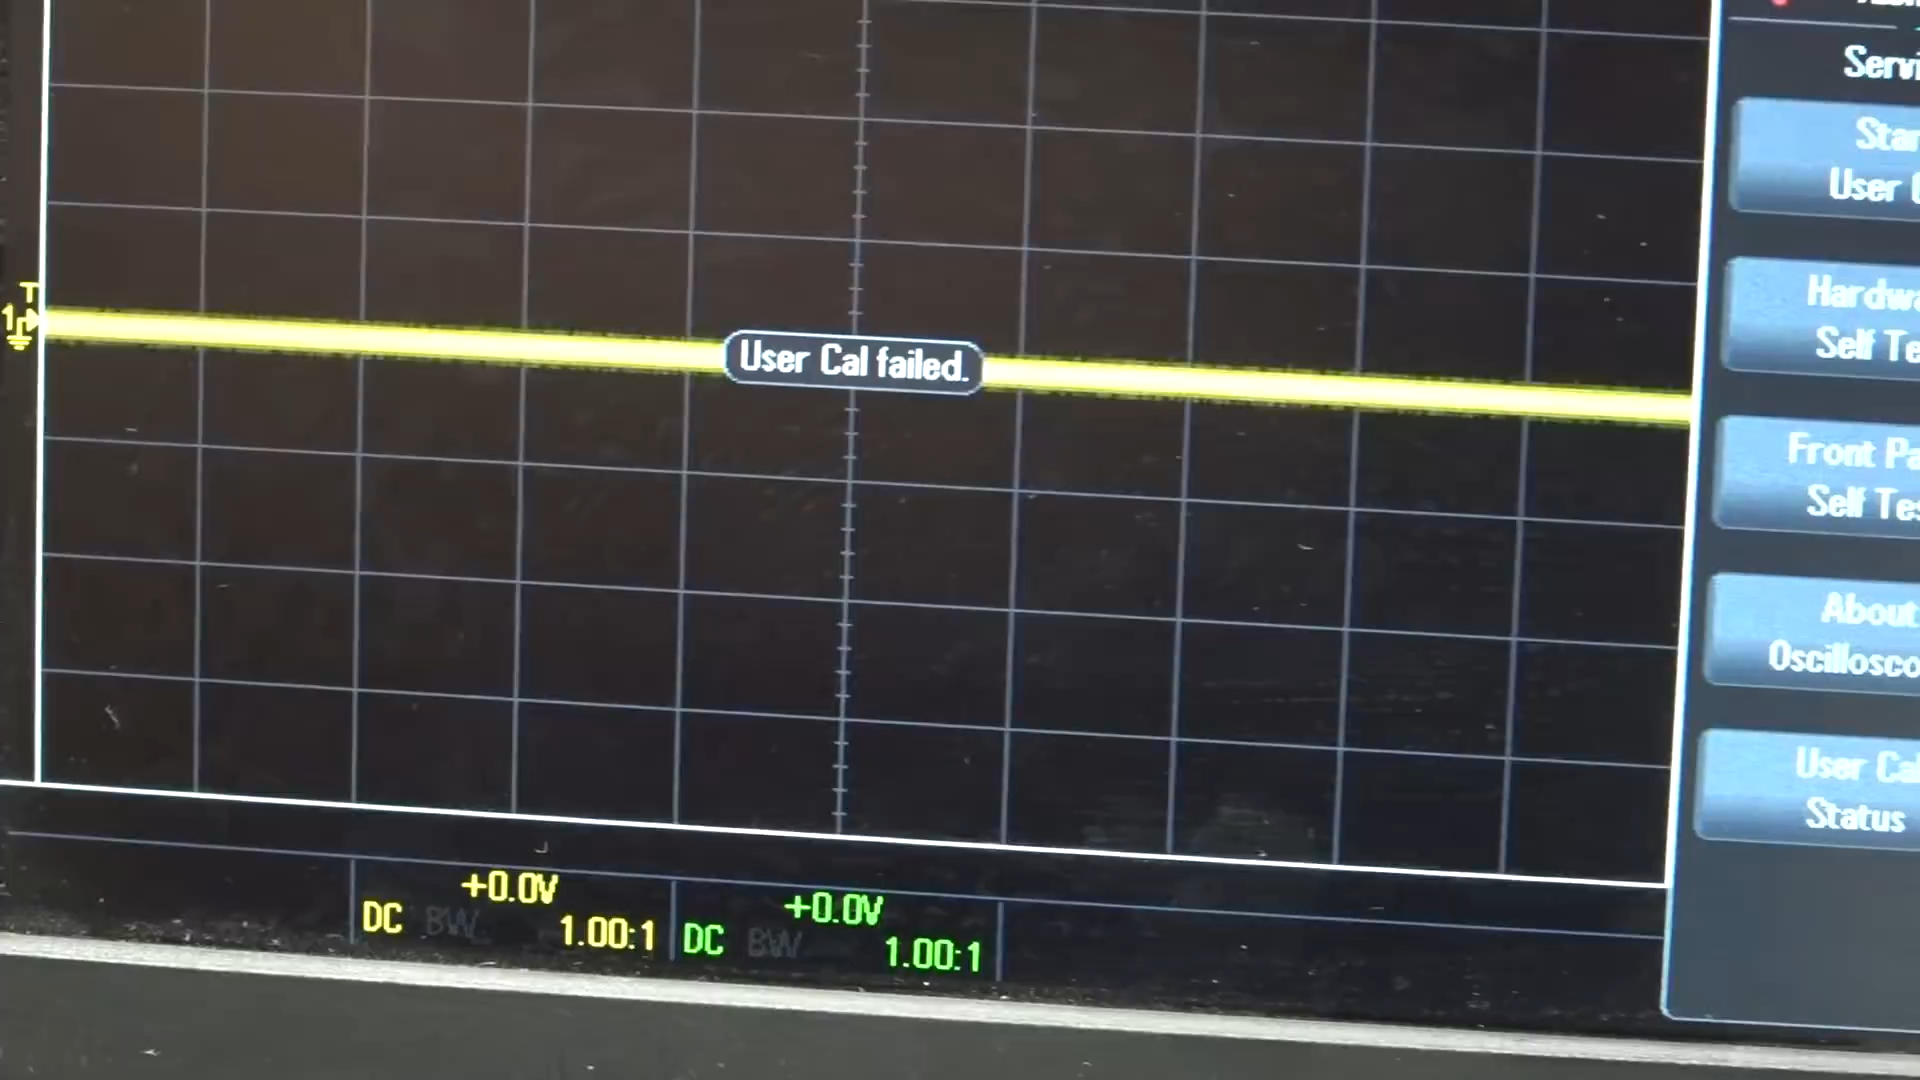 Servi
Star
User
Hardwa
Self Te
T
1
User Cal failed.
Front Pa
Self Tes
About
Oscillosco
User Cal
Status
+0.0V
DC BW 1.00:1
+0.0V
DC BW 1.00:1